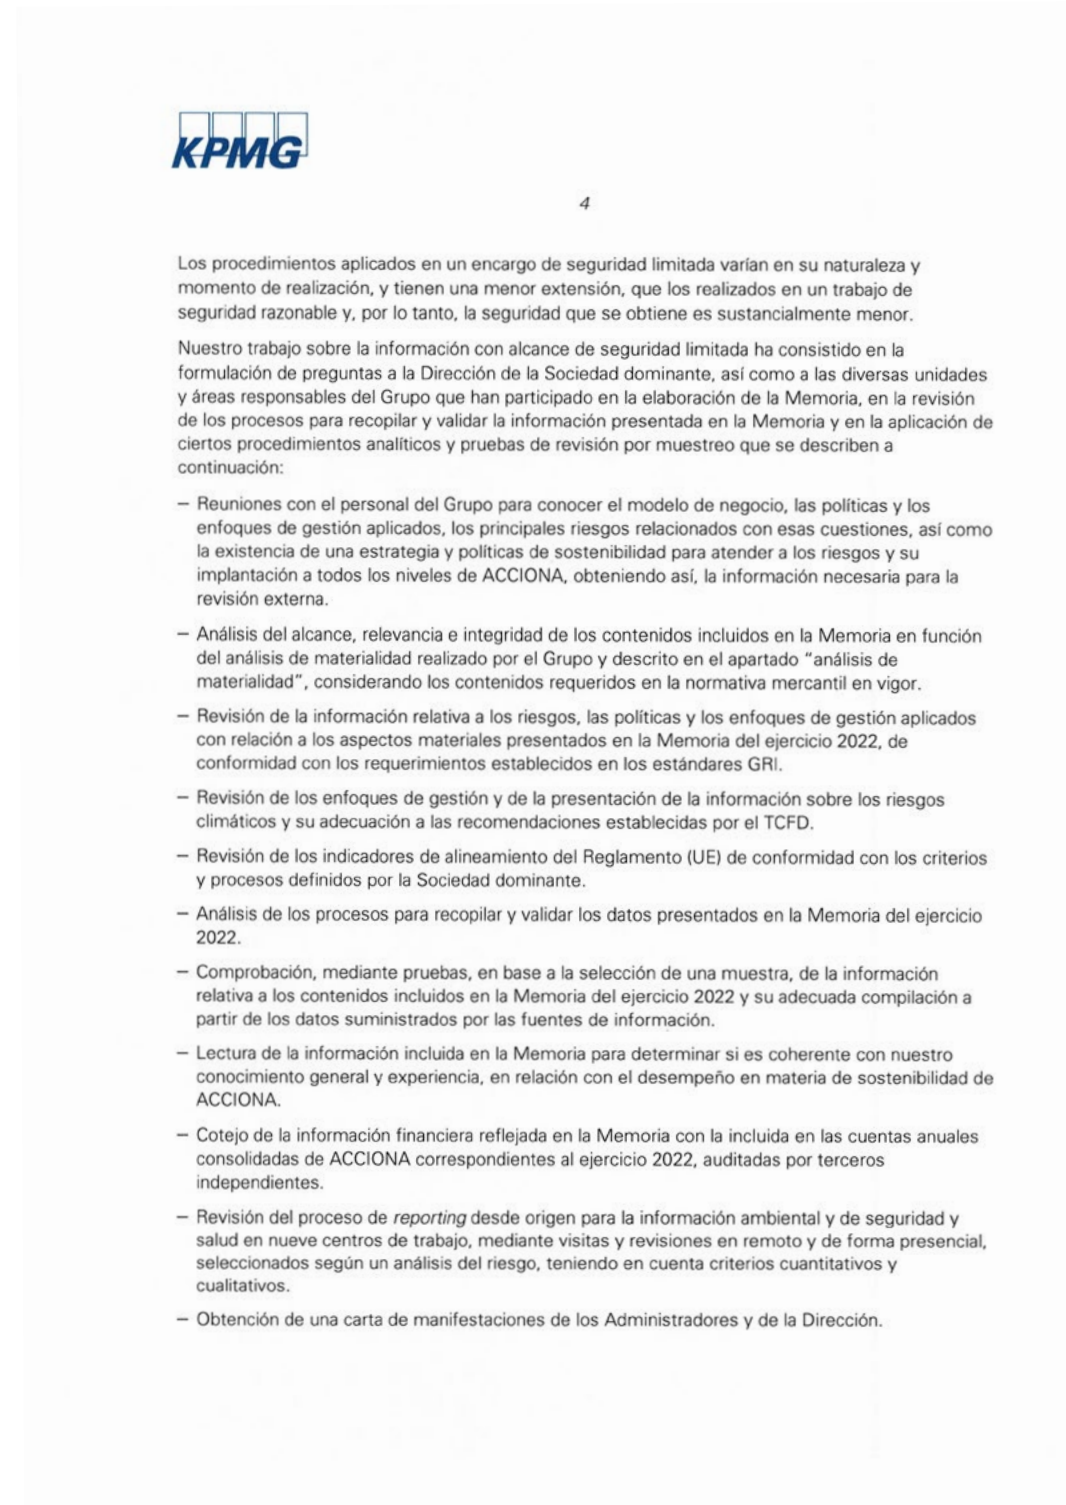 KPMG
4
Los procedimientos aplicados en un encargo de seguridad limitada varían en su naturaleza y
momento de realización, y tienen una menor extensión, que los realizados en un trabajo de
seguridad razonable y, por lo tanto, la seguridad que se obtiene es sustancialmente menor.
Nuestro trabajo sobre la información con alcance de seguridad limitada ha consistido en la
formulación de preguntas a la Dirección de la Sociedad dominante, así como a las diversas unidades
y áreas responsables del Grupo que han participado en la elaboración de la Memoria, en la revisión
de los procesos para recopilar y validar la información presentada en la Memoria y en la aplicación de
ciertos procedimientos analíticos y pruebas de revisión por muestreo que se describen a
continuación:
– Reuniones con el personal del Grupo para conocer el modelo de negocio, las políticas y los
enfoques de gestión aplicados, los principales riesgos relacionados con esas cuestiones, así como
la existencia de una estrategia y políticas de sostenibilidad para atender a los riesgos y su
implantación a todos los niveles de ACCIONA, obteniendo así, la información necesaria para la
revisión externa.
– Análisis del alcance, relevancia e integridad de los contenidos incluidos en la Memoria en función
del análisis de materialidad realizado por el Grupo y descrito en el apartado “análisis de
materialidad”, considerando los contenidos requeridos en la normativa mercantil en vigor.
– Revisión de la información relativa a los riesgos, las políticas y los enfoques de gestión aplicados
con relación a los aspectos materiales presentados en la Memoria del ejercicio 2022, de
conformidad con los requerimientos establecidos en los estándares GRI.
– Revisión de los enfoques de gestión y de la presentación de la información sobre los riesgos
climáticos y su adecuación a las recomendaciones establecidas por el TCFD.
– Revisión de los indicadores de alineamiento del Reglamento (UE) de conformidad con los criterios
y procesos definidos por la Sociedad dominante.
– Análisis de los procesos para recopilar y validar los datos presentados en la Memoria del ejercicio
2022.
– Comprobación, mediante pruebas, en base a la selección de una muestra, de la información
relativa a los contenidos incluidos en la Memoria del ejercicio 2022 y su adecuada compilación a
partir de los datos suministrados por las fuentes de información.
– Lectura de la información incluida en la Memoria para determinar si es coherente con nuestro
conocimiento general y experiencia, en relación con el desempeño en materia de sostenibilidad de
ACCIONA.
– Cotejo de la información financiera reflejada en la Memoria con la incluida en las cuentas anuales
consolidadas de ACCIONA correspondientes al ejercicio 2022, auditadas por terceros
independientes.
– Revisión del proceso de reporting desde origen para la información ambiental y de seguridad y
salud en nueve centros de trabajo, mediante visitas y revisiones en remoto y de forma presencial,
seleccionados según un análisis del riesgo, teniendo en cuenta criterios cuantitativos y
cualitativos.
– Obtención de una carta de manifestaciones de los Administradores y de la Dirección.